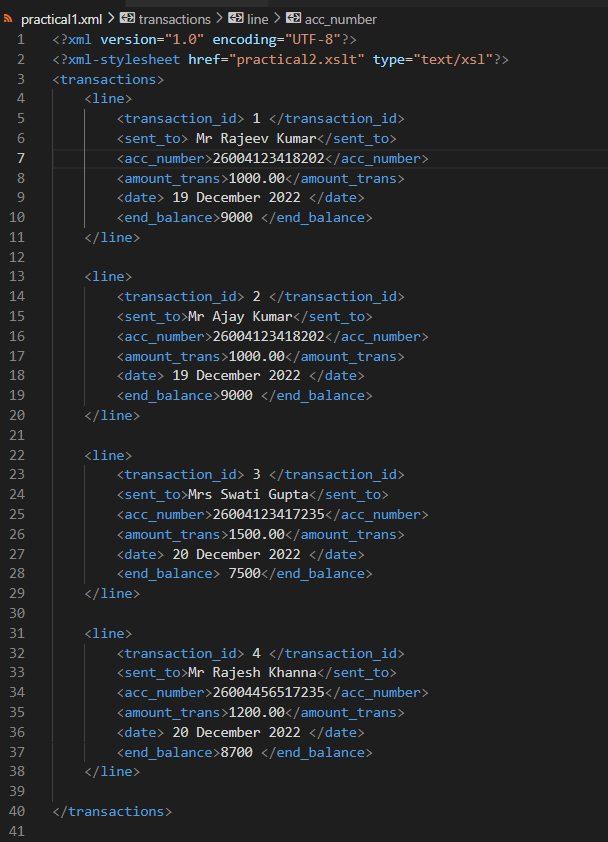 practical1.xml > transactions > line > acc_number
1 <?xml version="1.0" encoding="UTF-8"?>
2 <?xml-stylesheet href="practical2.xslt" type="text/xsl"?>
3 <transactions>
4 <line>
5 <transaction_id> 1 </transaction_id>
6 <sent_to> Mr Rajeev Kumar</sent_to>
7 <acc_number>26004123418202</acc_number>
8 <amount_trans>1000.00</amount_trans>
9 <date> 19 December 2022 </date>
10 <end_balance>9000 </end_balance>
11 </line>
12
13 <line>
14 <transaction_id> 2 </transaction_id>
15 <sent_to>Mr Ajay Kumar</sent_to>
16 <acc_number>26004123418202</acc_number>
17 <amount_trans>1000.00</amount_trans>
18 <date> 19 December 2022 </date>
19 <end_balance>9000 </end_balance>
20 </line>
21
22 <line>
23 <transaction_id> 3 </transaction_id>
24 <sent_to>Mrs Swati Gupta</sent_to>
25 <acc_number>26004123417235</acc_number>
26 <amount_trans>1500.00</amount_trans>
27 <date> 20 December 2022 </date>
28 <end_balance> 7500</end_balance>
29 </line>
30
31 <line>
32 <transaction_id> 4 </transaction_id>
33 <sent_to>Mr Rajesh Khanna</sent_to>
34 <acc_number>26004456517235</acc_number>
35 <amount_trans>1200.00</amount_trans>
36 <date> 20 December 2022 </date>
37 <end_balance>8700 </end_balance>
38 </line>
39
40 </transactions>
41